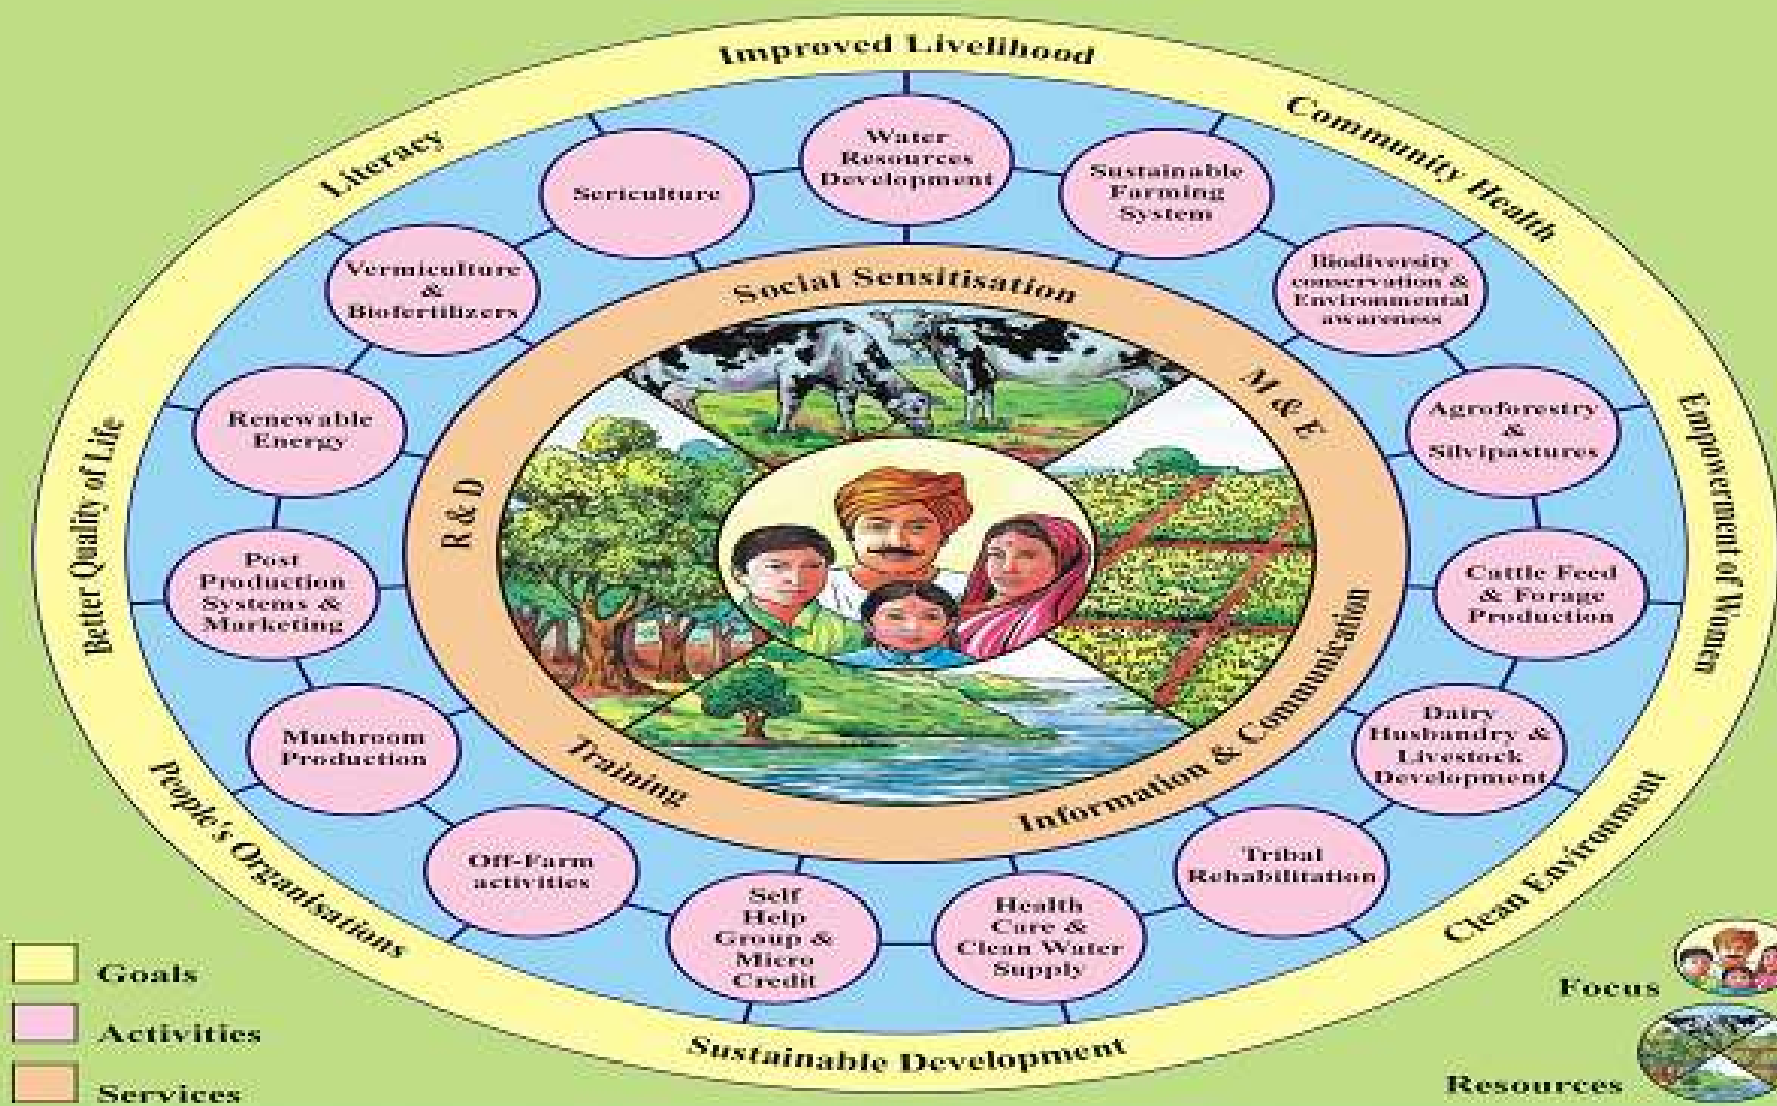 Improved Livelihood
Community Health
Empowerment of Women
Clean Environment
Sustainable Development
People's Organisations
Better Quality of Life
Literacy
Water
Resources
Development
Sustainable
Farming
System
Biodiversity
conservation &
Environmental
awareness
Agroforestry
&
Silvipastures
Cattle Feed
& Forage
Production
Dairy
Husbandry &
Livestock
Development
Tribal
Rehabilitation
Health
Care &
Clean Water
Supply
Self
Help
Group &
Micro
Credit
Off-Farm
activities
Mushroom
Production
Post
Production
Systems &
Marketing
Renewable
Energy
Vermiculture
&
Biofertilizers
Sericulture
Social Sensitisation
M & E
Information & Communication
Training
R & D
Goals
Activities
Services
Focus
Resources